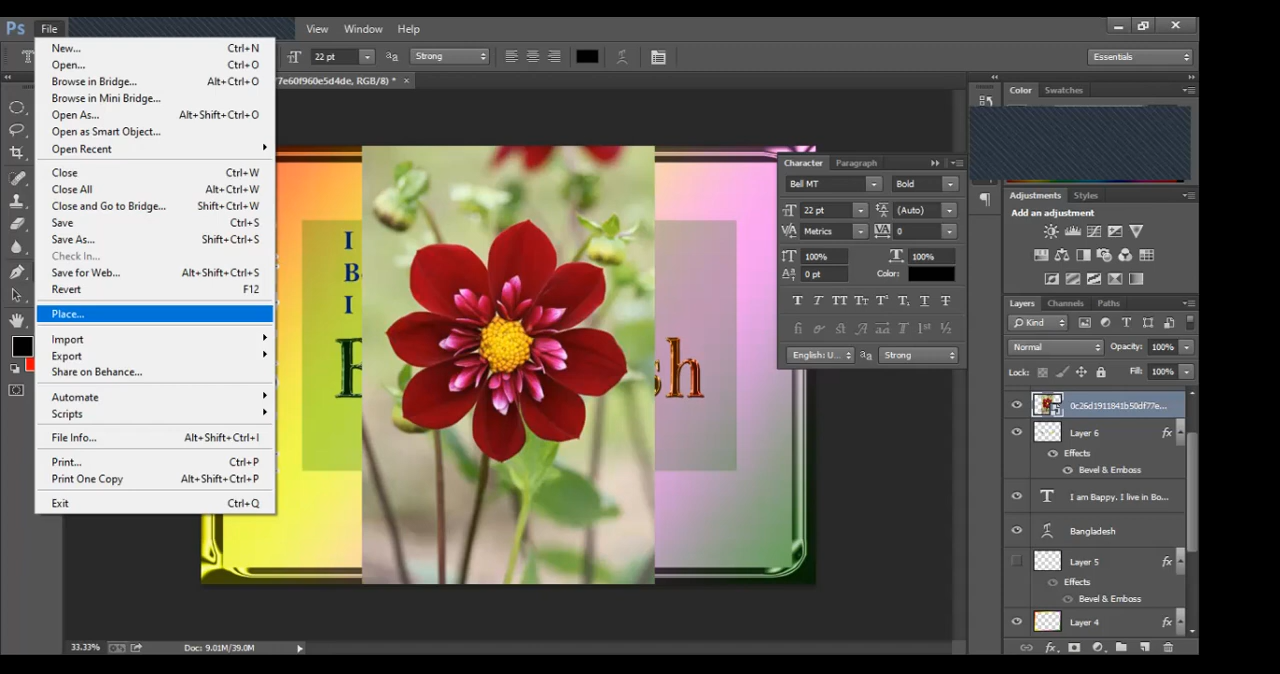 Ps File View Window Help
22 pt Strong Essentials
7e60f960e5d4de, RGB/8) * ×
New... Ctrl+N
Open... Ctrl+O
Browse in Bridge... Alt+Ctrl+O
Browse in Mini Bridge...
Open As... Alt+Shift+Ctrl+O
Open as Smart Object...
Open Recent
Close Ctrl+W
Close All Alt+Ctrl+W
Close and Go to Bridge... Shift+Ctrl+W
Save Ctrl+S
Save As... Shift+Ctrl+S
Check In...
Save for Web... Alt+Shift+Ctrl+S
Revert F12
Place...
Import
Export
Share on Behance...
Automate
Scripts
File Info... Alt+Shift+Ctrl+I
Print... Ctrl+P
Print One Copy Alt+Shift+Ctrl+P
Exit Ctrl+Q
I
B
I
sh
Character Paragraph
Bell MT Bold
22 pt (Auto)
Metrics 0
100% 100%
0 pt Color:
English: U... aa Strong
Color Swatches
Adjustments Styles
Add an adjustment
Layers Channels Paths
Kind
Normal Opacity: 100%
Lock: Fill: 100%
0c26d1911841b50df77e...
Layer 6 fx
Effects
Bevel & Emboss
I am Bappy. I live in Bo...
Bangladesh
Layer 5
Effects
Bevel & Emboss
Layer 4 fx
33.33% Doc: 9.01M/39.0M